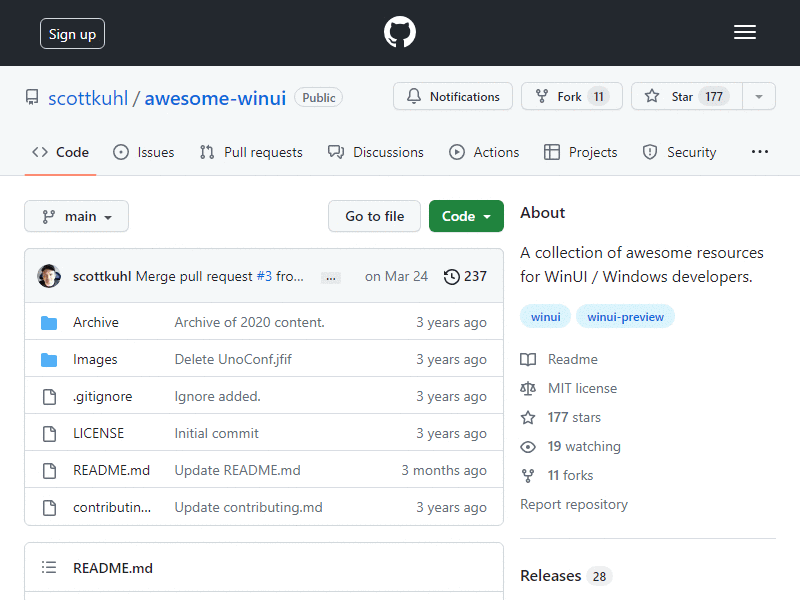 Sign up
scottkuhl / awesome-winui Public
Notifications Fork 11 Star 177
Code Issues Pull requests Discussions Actions Projects Security ...
main Go to file Code
scottkuhl Merge pull request #3 fro... ... on Mar 24 237
Archive Archive of 2020 content. 3 years ago
Images Delete UnoConf.jfif 3 years ago
.gitignore Ignore added. 3 years ago
LICENSE Initial commit 3 years ago
README.md Update README.md 3 months ago
contributin... Update contributing.md 3 years ago
README.md
About
A collection of awesome resources
for WinUI / Windows developers.
winui winui-preview
Readme
MIT license
177 stars
19 watching
11 forks
Report repository
Releases 28